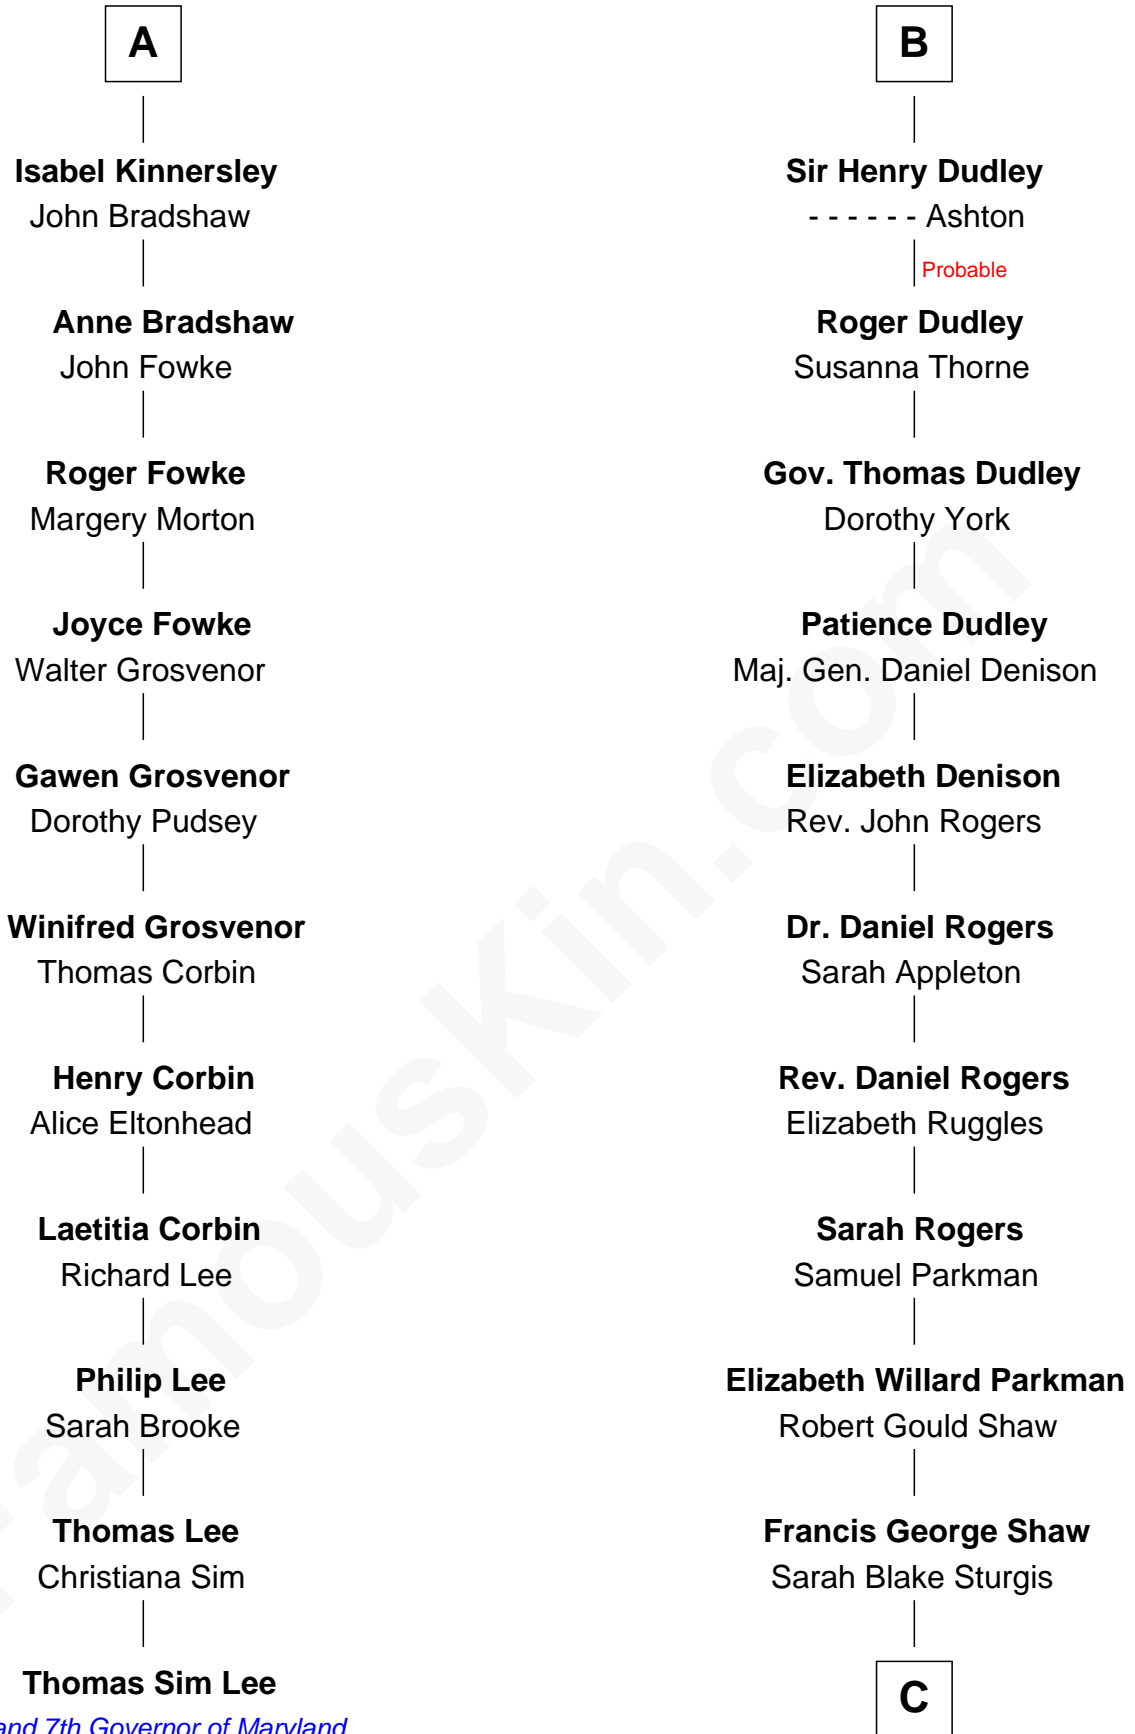 A
Isabel Kinnersley
John Bradshaw
Anne Bradshaw
John Fowke
Roger Fowke
Margery Morton
Joyce Fowke
Walter Grosvenor
Gawen Grosvenor
Dorothy Pudsey
Winifred Grosvenor
Thomas Corbin
Henry Corbin
Alice Eltonhead
Laetitia Corbin
Richard Lee
Philip Lee
Sarah Brooke
Thomas Lee
Christiana Sim
Thomas Sim Lee
and 7th Governor of Maryland
B
Sir Henry Dudley
- - - - - - Ashton
Probable
Roger Dudley
Susanna Thorne
Gov. Thomas Dudley
Dorothy York
Patience Dudley
Maj. Gen. Daniel Denison
Elizabeth Denison
Rev. John Rogers
Dr. Daniel Rogers
Sarah Appleton
Rev. Daniel Rogers
Elizabeth Ruggles
Sarah Rogers
Samuel Parkman
Elizabeth Willard Parkman
Robert Gould Shaw
Francis George Shaw
Sarah Blake Sturgis
C
FamousKin.com